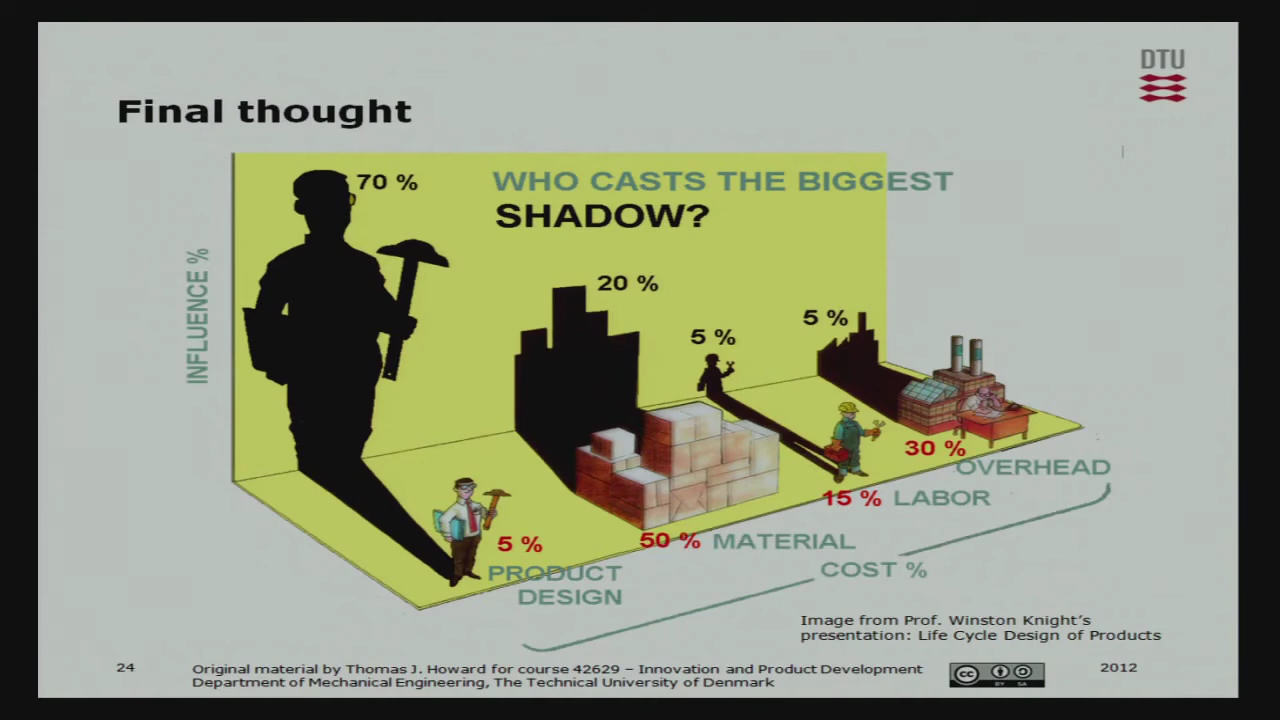 DTU
Final thought
WHO CASTS THE BIGGEST
SHADOW?
INFLUENCE %
70 %
20 %
5 %
5 %
5 %
PRODUCT
DESIGN
50 % MATERIAL
15 % LABOR
30 %
OVERHEAD
COST %
Image from Prof. Winston Knight's
presentation: Life Cycle Design of Products
24
Original material by Thomas J. Howard for course 42629 – Innovation and Product Development
Department of Mechanical Engineering, The Technical University of Denmark
cc
BY SA
2012